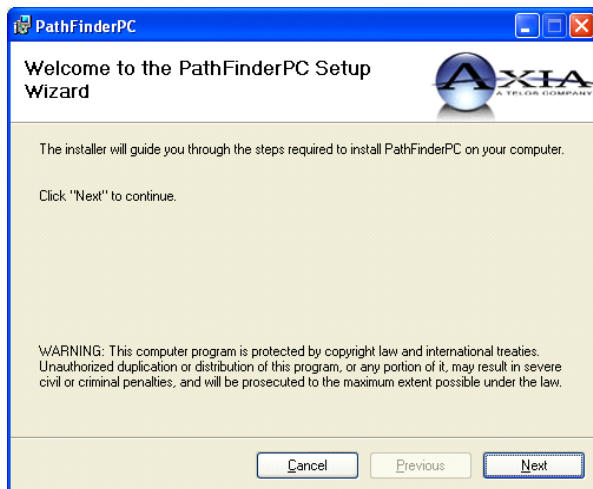 PathFinderPC
Welcome to the PathFinderPC Setup
Wizard
AXIA
A TELOS COMPANY
The installer will guide you through the steps required to install PathFinderPC on your computer.
Click "Next" to continue.
WARNING: This computer program is protected by copyright law and international treaties.
Unauthorized duplication or distribution of this program, or any portion of it, may result in severe
civil or criminal penalties, and will be prosecuted to the maximum extent possible under the law.
Cancel
Previous
Next